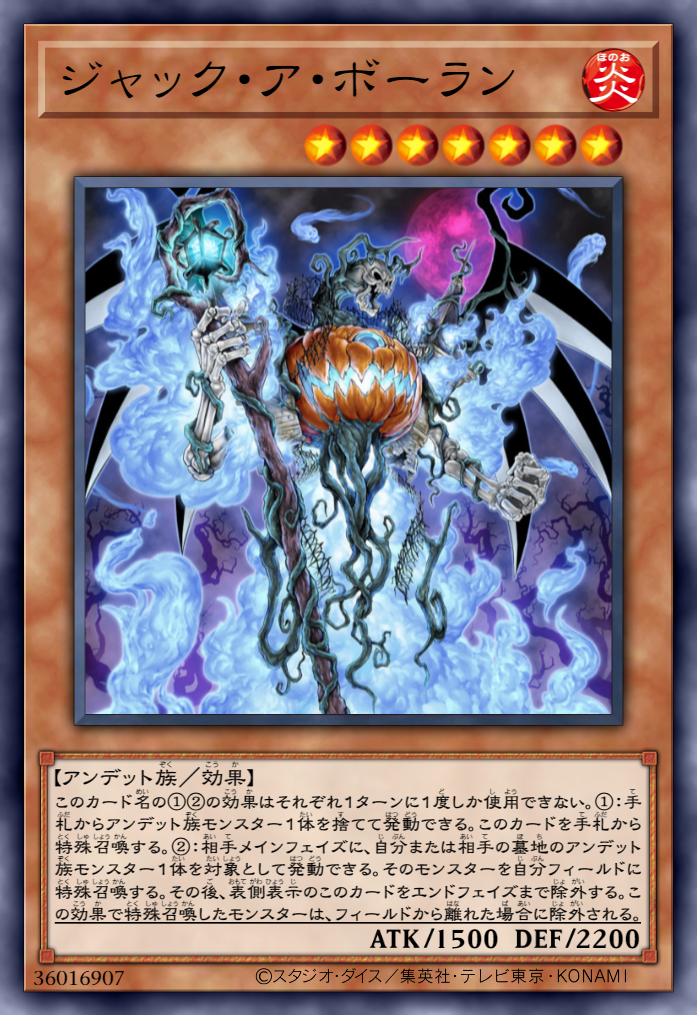 ジャック・ア・ボーラン
炎
【アンデット族／効果】
このカード名の①②の効果はそれぞれ1ターンに1度しか使用できない。①：手
札からアンデット族モンスター1体を捨てて発動できる。このカードを手札から
特殊召喚する。②：相手メインフェイズに、自分または相手の墓地のアンデット
族モンスター1体を対象として発動できる。そのモンスターを自分フィールドに
特殊召喚する。その後、表側表示のこのカードをエンドフェイズまで除外する。こ
の効果で特殊召喚したモンスターは、フィールドから離れた場合に除外される。
ATK/1500 DEF/2200
36016907 ©スタジオ・ダイス／集英社・テレビ東京・KONAMI